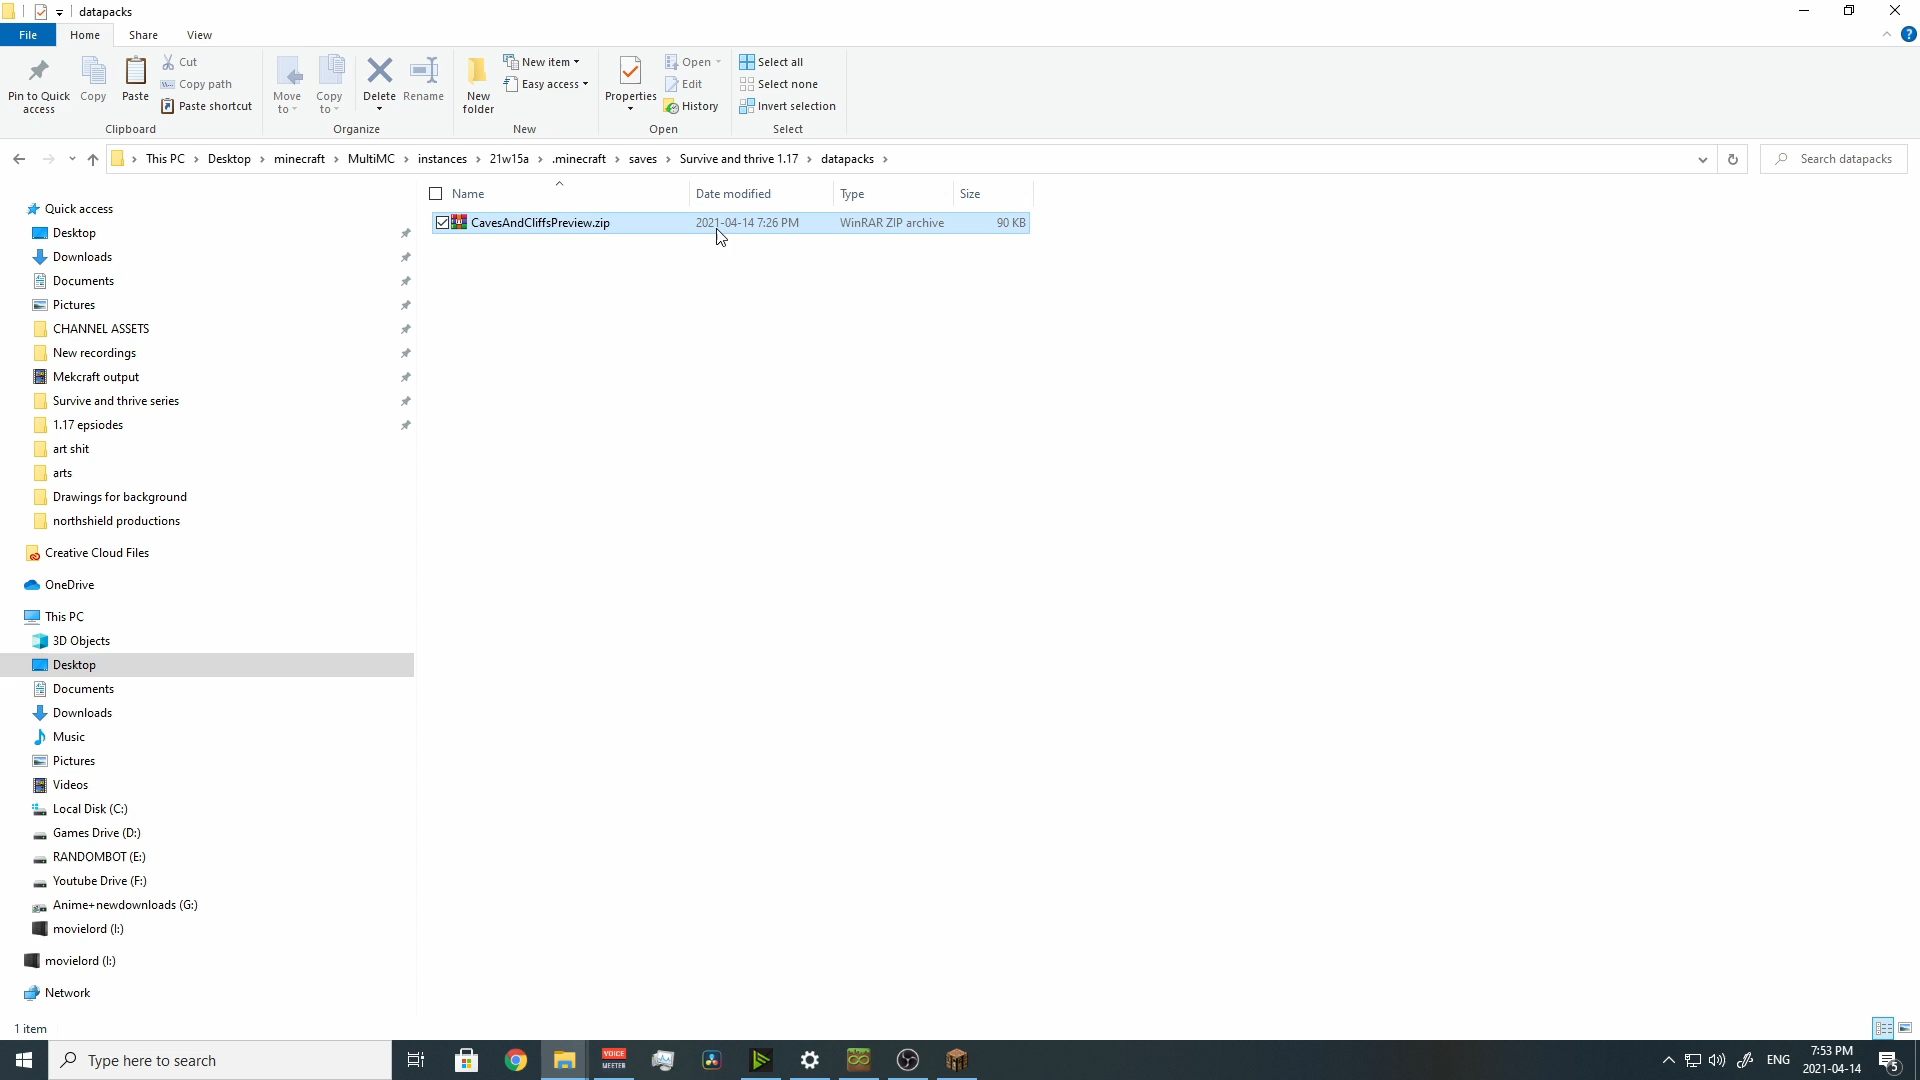 datapacks
File Home Share View
Pin to Quick access
Copy
Paste
Cut
Copy path
Paste shortcut
Clipboard
Move to
Copy to
Delete
Rename
Organize
New folder
New item
Easy access
New
Properties
Open
Edit
History
Open
Select all
Select none
Invert selection
Select
This PC > Desktop > minecraft > MultiMC > instances > 21w15a > .minecraft > saves > Survive and thrive 1.17 > datapacks >
Search datapacks
Name Date modified Type Size
CavesAndCliffsPreview.zip 2021-04-14 7:26 PM WinRAR ZIP archive 90 KB
Quick access
Desktop
Downloads
Documents
Pictures
CHANNEL ASSETS
New recordings
Mekcraft output
Survive and thrive series
1.17 epsiodes
art shit
arts
Drawings for background
northshield productions
Creative Cloud Files
OneDrive
This PC
3D Objects
Desktop
Documents
Downloads
Music
Pictures
Videos
Local Disk (C:)
Games Drive (D:)
RANDOMBOT (E:)
Youtube Drive (F:)
Anime+newdownloads (G:)
movielord (I:)
movielord (I:)
Network
1 item
Type here to search
VOICE
MEETER
ENG
7:53 PM
2021-04-14
5